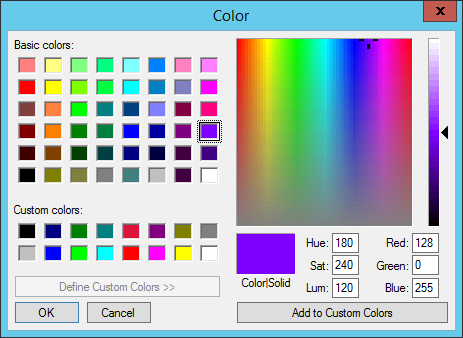 Color
x
Basic colors:
Custom colors:
Define Custom Colors >>
OK
Cancel
Color|Solid
Hue: 180
Red: 128
Sat: 240
Green: 0
Lum: 120
Blue: 255
Add to Custom Colors